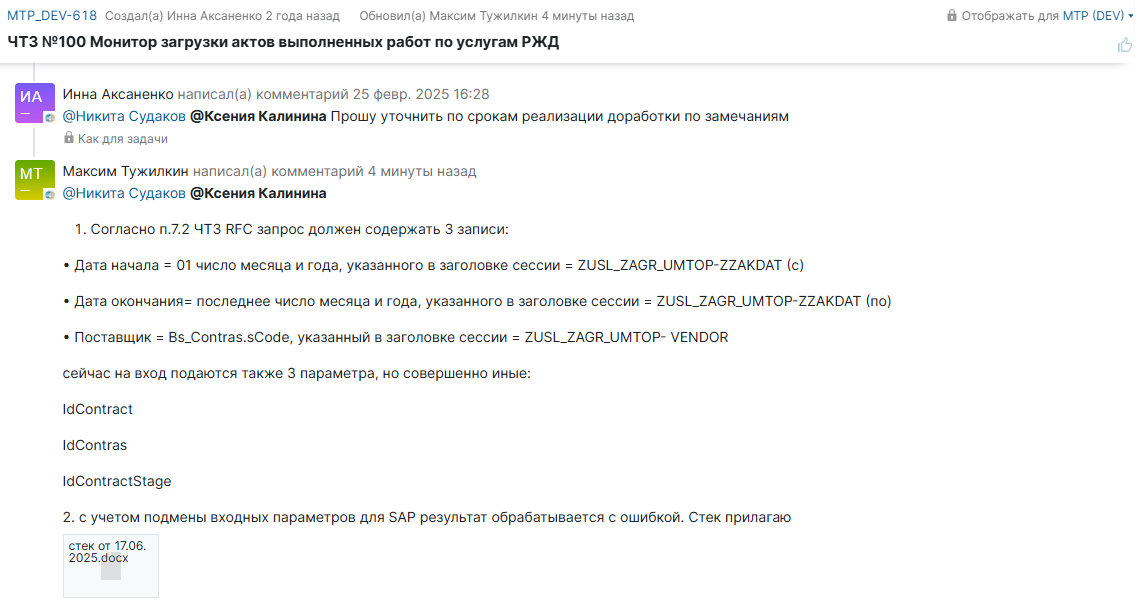 MTP_DEV-618 Создал(а) Инна Аксаненко 2 года назад Обновил(а) Максим Тужилкин 4 минуты назад Отображать для MTP (DEV)
ЧТЗ №100 Монитор загрузки актов выполненных работ по услугам РЖД
ИА
Инна Аксаненко написал(а) комментарий 25 февр. 2025 16:28
@Никита Судаков @Ксения Калинина Прошу уточнить по срокам реализации доработки по замечаниям
Как для задачи
МТ
Максим Тужилкин написал(а) комментарий 4 минуты назад
@Никита Судаков @Ксения Калинина
1. Согласно п.7.2 ЧТЗ RFC запрос должен содержать 3 записи:
• Дата начала = 01 число месяца и года, указанного в заголовке сессии = ZUSL_ZAGR_UMTOP-ZZAKDAT (с)
• Дата окончания= последнее число месяца и года, указанного в заголовке сессии = ZUSL_ZAGR_UMTOP-ZZAKDAT (по)
• Поставщик = Bs_Contras.sCode, указанный в заголовке сессии = ZUSL_ZAGR_UMTOP- VENDOR
сейчас на вход подаются также 3 параметра, но совершенно иные:
IdContract
IdContras
IdContractStage
2. с учетом подмены входных параметров для SAP результат обрабатывается с ошибкой. Стек прилагаю
стек от 17.06.
2025.docx